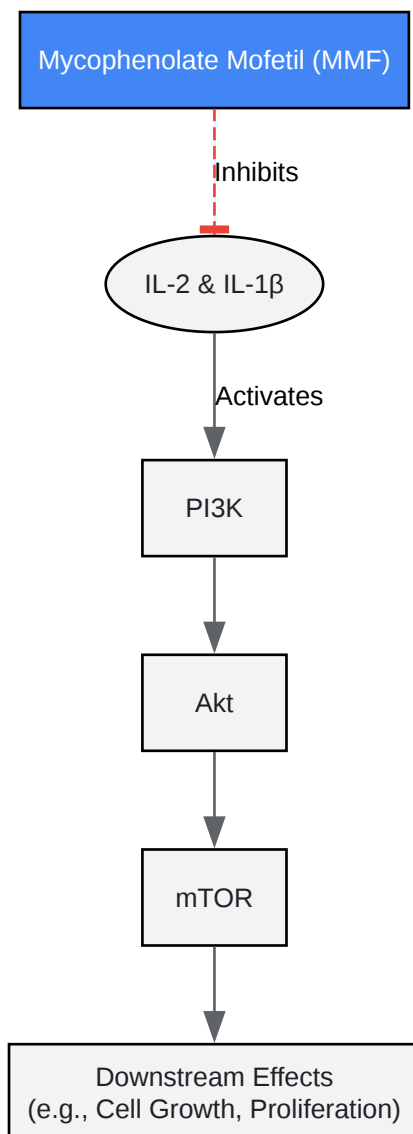 Mycophenolate Mofetil (MMF)
Inhibits
IL-2 & IL-1β
Activates
PI3K
Akt
mTOR
Downstream Effects
(e.g., Cell Growth, Proliferation)